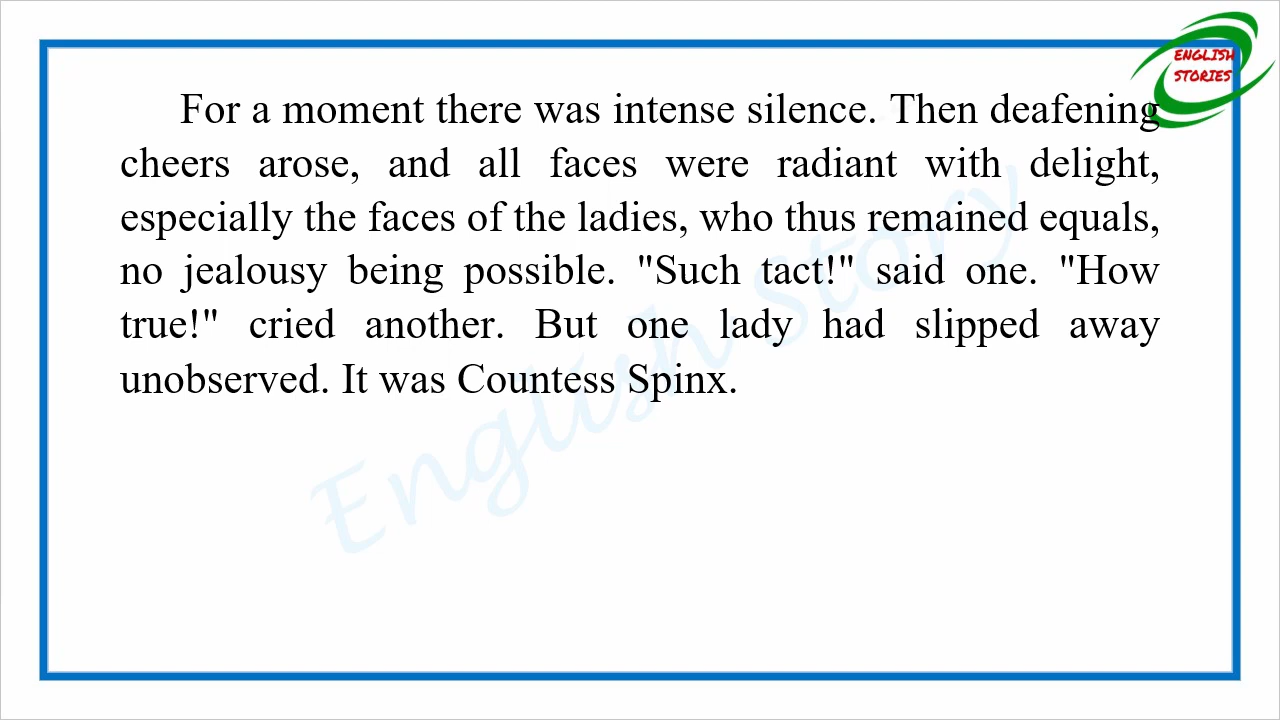 ENGLISH
STORIES
For a moment there was intense silence. Then deafening
cheers arose, and all faces were radiant with delight,
especially the faces of the ladies, who thus remained equals,
no jealousy being possible. "Such tact!" said one. "How
true!" cried another. But one lady had slipped away
unobserved. It was Countess Spinx.
English Story